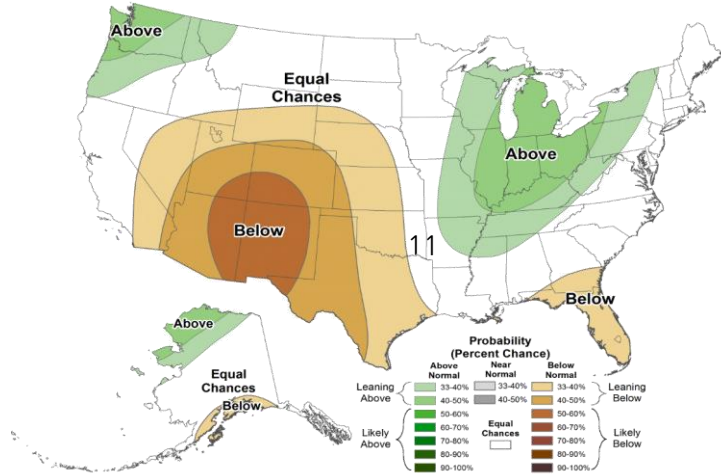 Above
Equal
Chances
Above
Below
11
Below
Above
Equal
Chances
Below
Probability
(Percent Chance)
Above
Normal
Near
Normal
Below
Normal
Leaning
Above
33-40%
33-40%
33-40%
Leaning
Below
40-50%
40-50%
40-50%
Likely
Above
50-60%
60-70%
70-80%
80-90%
90-100%
Equal
Chances
50-60%
60-70%
70-80%
80-90%
90-100%
Likely
Below